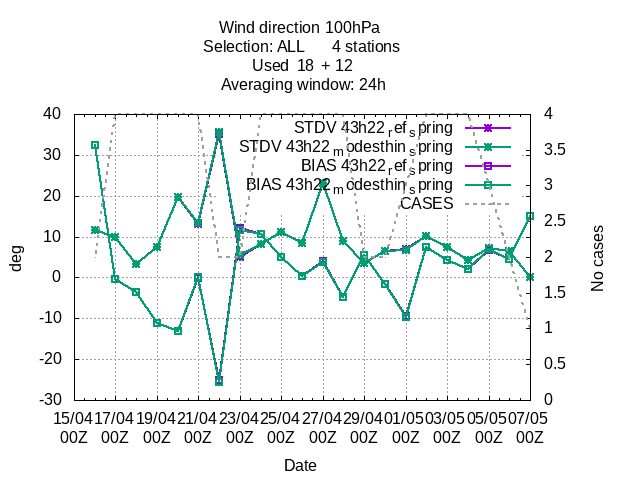 Wind direction 100hPa
Selection: ALL 4 stations
Used 18 + 12
Averaging window: 24h
40
30
20
10
0
-10
-20
-30
deg
4
3.5
3
2.5
2
1.5
1
0.5
0
No cases
STDV 43h22ref_spring
STDV 43h22modesthin_spring
BIAS 43h22ref_spring
BIAS 43h22modesthin_spring
CASES
15/04 17/04 19/04 21/04 23/04 25/04 27/04 29/04 01/05 03/05 05/05 07/05
00Z 00Z 00Z 00Z 00Z 00Z 00Z 00Z 00Z 00Z 00Z 00Z
Date